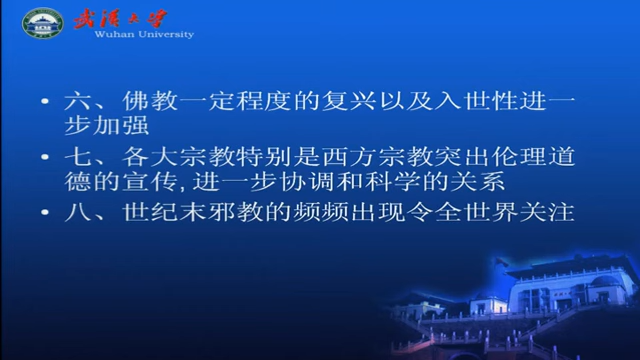 武汉大学
Wuhan University
• 六、佛教一定程度的复兴以及入世性进一
步加强
• 七、各大宗教特别是西方宗教突出伦理道
德的宣传,进一步协调和科学的关系
• 八、世纪末邪教的频频出现令全世界关注